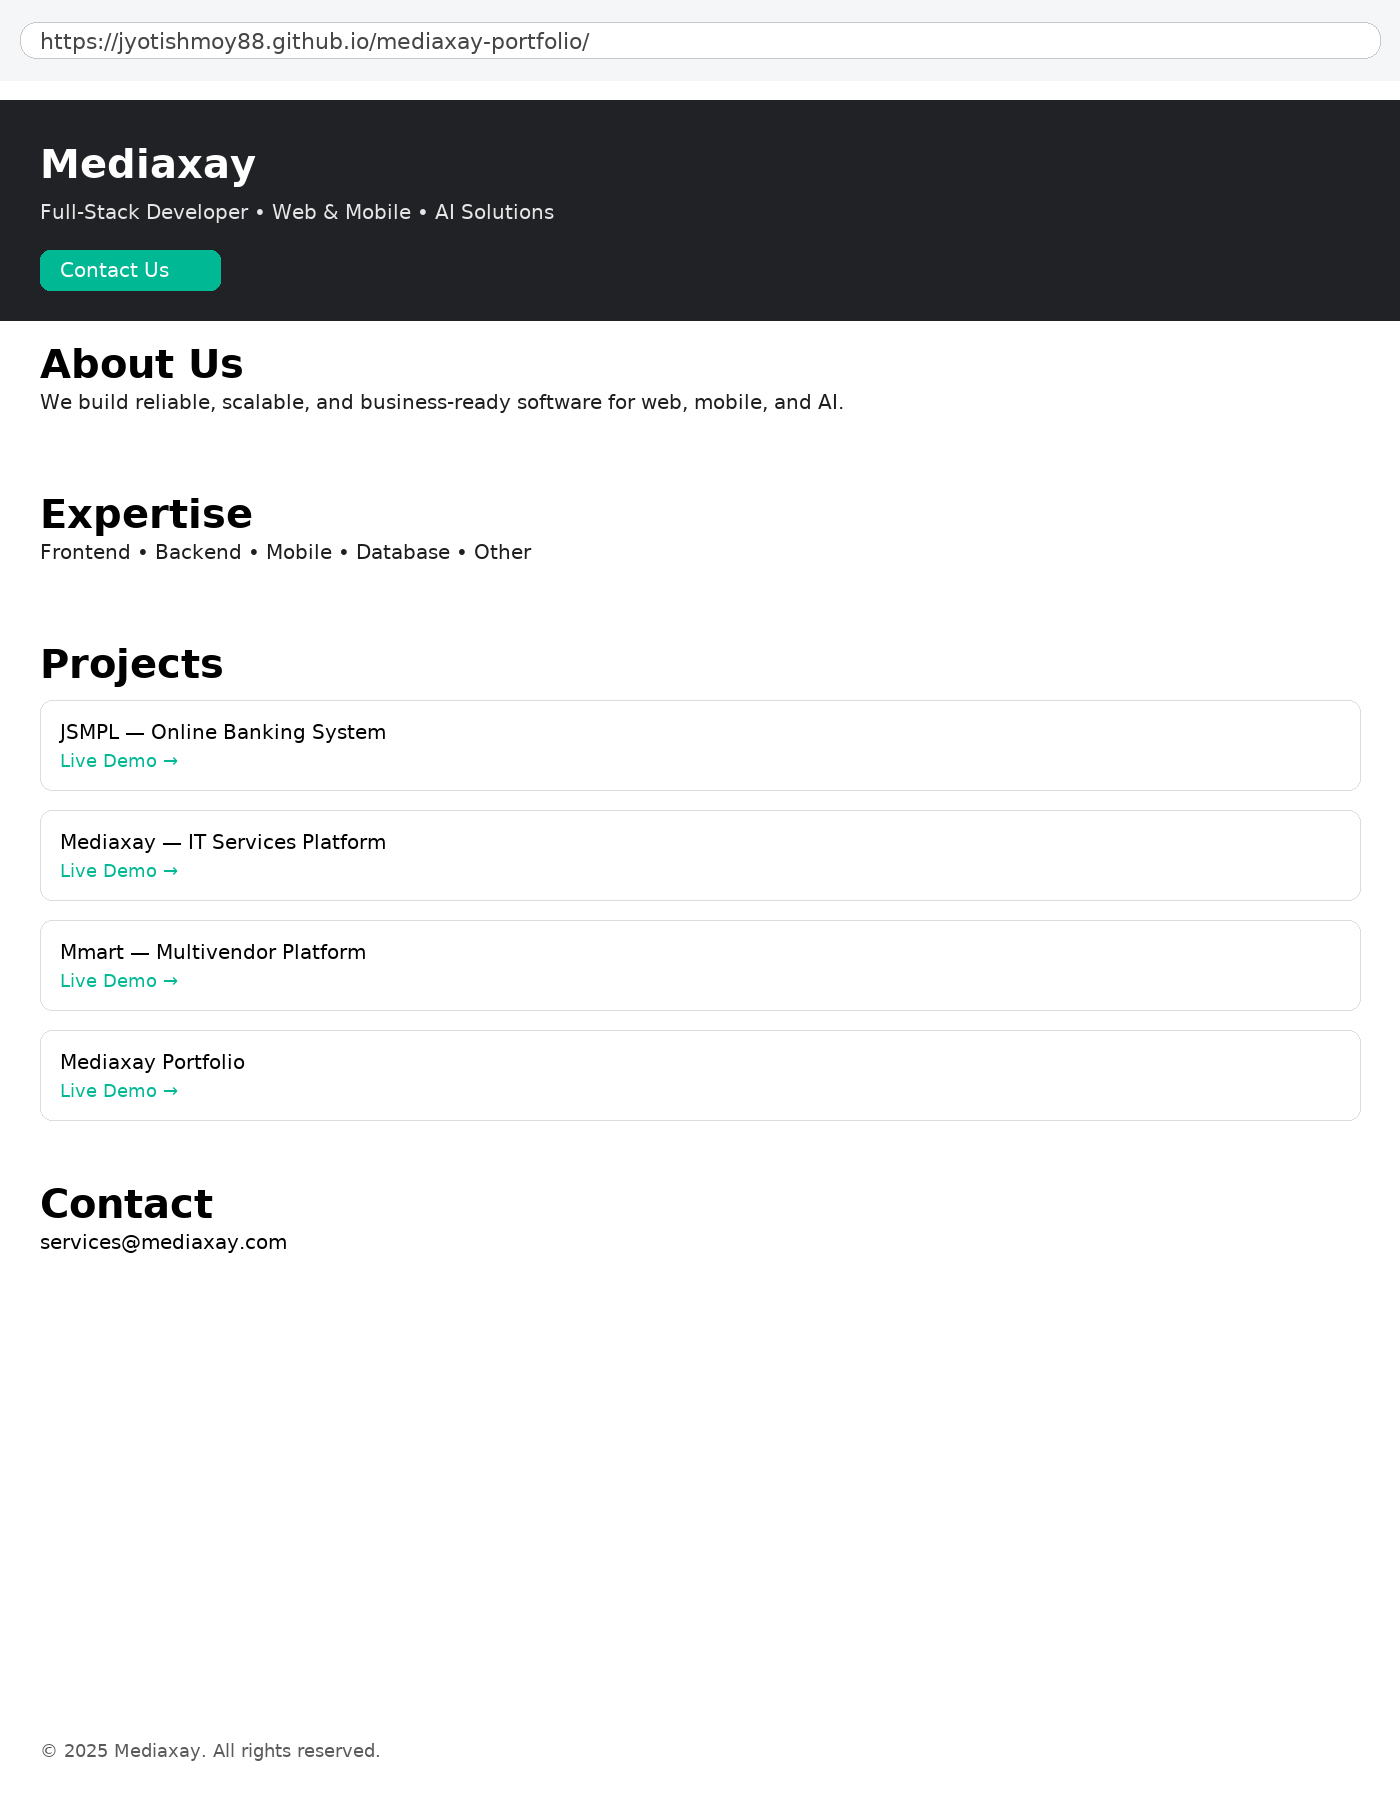 https://jyotishmoy88.github.io/mediaxay-portfolio/
Mediaxay
Full-Stack Developer • Web & Mobile • AI Solutions
Contact Us
About Us
We build reliable, scalable, and business-ready software for web, mobile, and AI.
Expertise
Frontend • Backend • Mobile • Database • Other
Projects
JSMPL — Online Banking System
Live Demo →
Mediaxay — IT Services Platform
Live Demo →
Mmart — Multivendor Platform
Live Demo →
Mediaxay Portfolio
Live Demo →
Contact
services@mediaxay.com
© 2025 Mediaxay. All rights reserved.